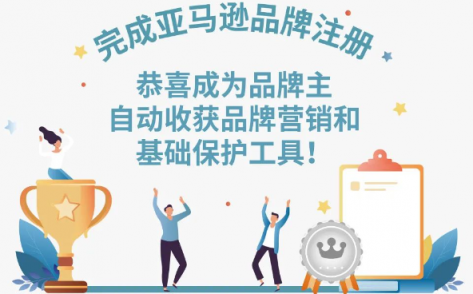 完成亚马逊品牌注册
恭喜成为品牌主
自动收获品牌营销和
基础保护工具！